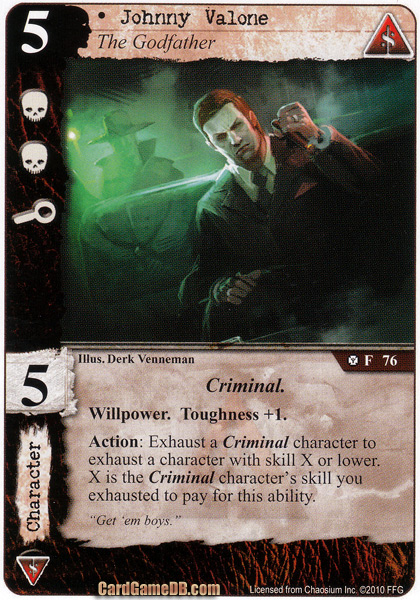 5
• Johnny Valone
The Godfather
Illus. Derk Venneman
F 76
5
Character
Criminal.
Willpower. Toughness +1.
Action: Exhaust a Criminal character to
exhaust a character with skill X or lower.
X is the Criminal character's skill you
exhausted to pay for this ability.
"Get 'em boys."
Licensed from Chaosium Inc. ©2010 FFG
CardGameDB.com